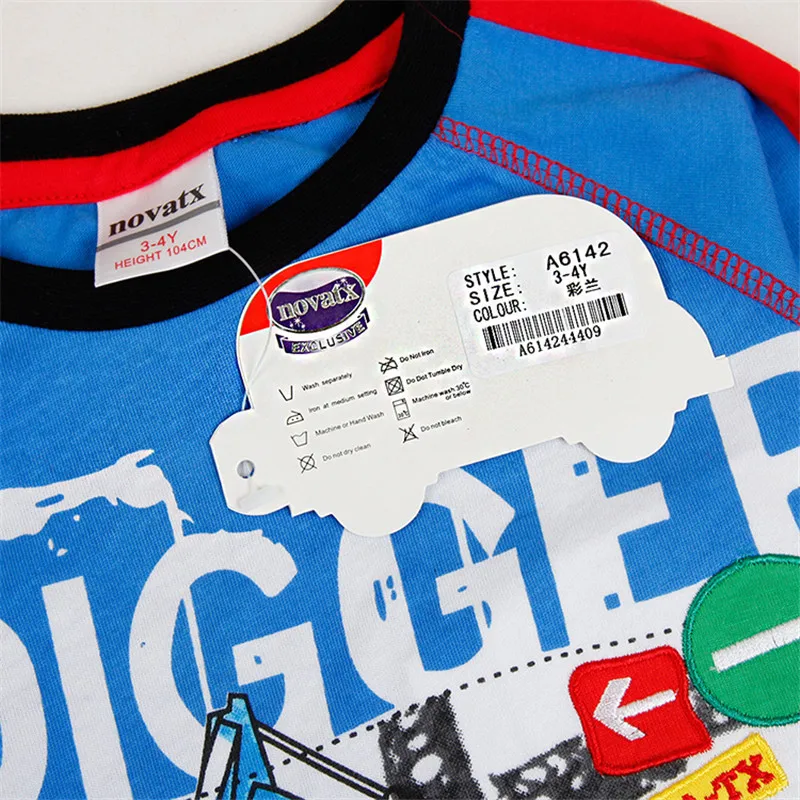 novatx
3-4Y
HEIGHT 104CM
novatx
EXCLUSIVE
STYLE: A6142
SIZE: 3-4Y
COLOUR: 彩兰
A614244409
Wash separately
Iron at medium setting
Machine or Hand Wash
Do not dry clean
Do not Iron
Do Dot Tumble Dry
Machine wash 30℃
or below
30℃
Do not bleach
DIGGER
TX